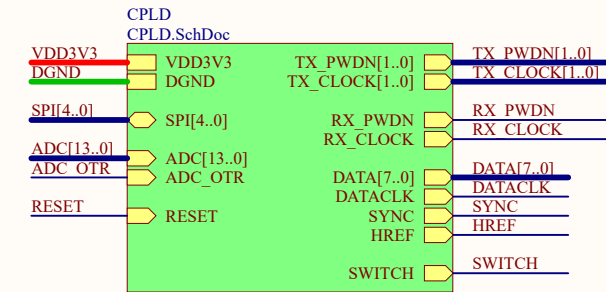 CPLD
CPLD.SchDoc
VDD3V3 VDD3V3 TX_PWDN[1..0] TX_PWDN[1..0]
DGND DGND TX_CLOCK[1..0] TX_CLOCK[1..0]
SPI[4..0] SPI[4..0] RX_PWDN RX_PWDN
RX_CLOCK RX_CLOCK
ADC[13..0] ADC[13..0]
ADC_OTR ADC_OTR DATA[7..0] DATA[7..0]
DATACLK DATACLK
RESET RESET SYNC SYNC
HREF HREF
SWITCH SWITCH